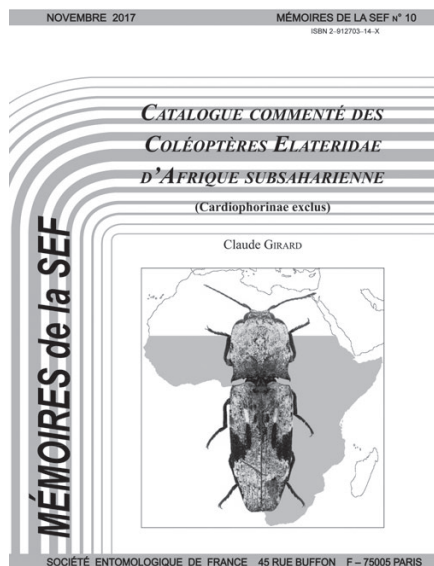 NOVEMBRE 2017 MÉMOIRES DE LA SEF N° 10
ISBN 2-912703-14-X
CATALOGUE COMMENTÉ DES
COLÉOPTÈRES ELATERIDAE
D'AFRIQUE SUBSAHARIENNE
(Cardiophorinae exclus)
Claude GIRARD
MÉMOIRES de la SEF
SOCIÉTÉ ENTOMOLOGIQUE DE FRANCE 45 RUE BUFFON F – 75005 PARIS